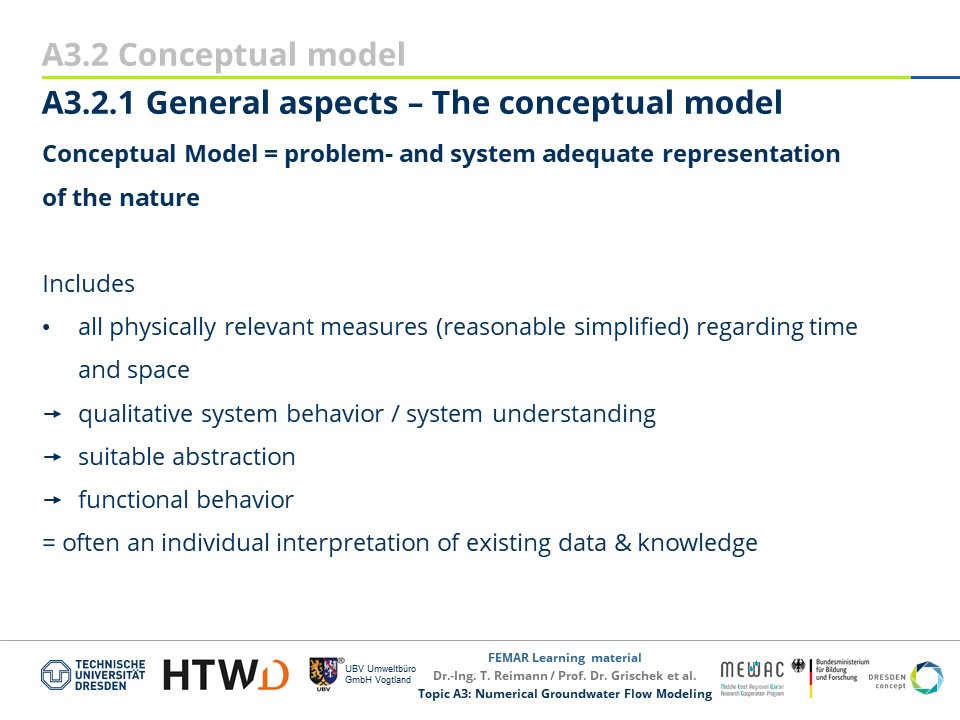 A3.2 Conceptual model
A3.2.1 General aspects – The conceptual model
Conceptual Model = problem- and system adequate representation
of the nature
Includes
• all physically relevant measures (reasonable simplified) regarding time
and space
→ qualitative system behavior / system understanding
→ suitable abstraction
→ functional behavior
= often an individual interpretation of existing data & knowledge
TECHNISCHE
UNIVERSITÄT
DRESDEN
HTWD
UBV
®
UBV Umweltbüro
GmbH Vogtland
FEMAR Learning material
Dr.-Ing. T. Reimann / Prof. Dr. Grischek et al.
Topic A3: Numerical Groundwater Flow Modeling
MEWAC
Middle East Regional Water
Research Cooperation Program
Bundesministerium
für Bildung
und Forschung
DRESDEN
concept